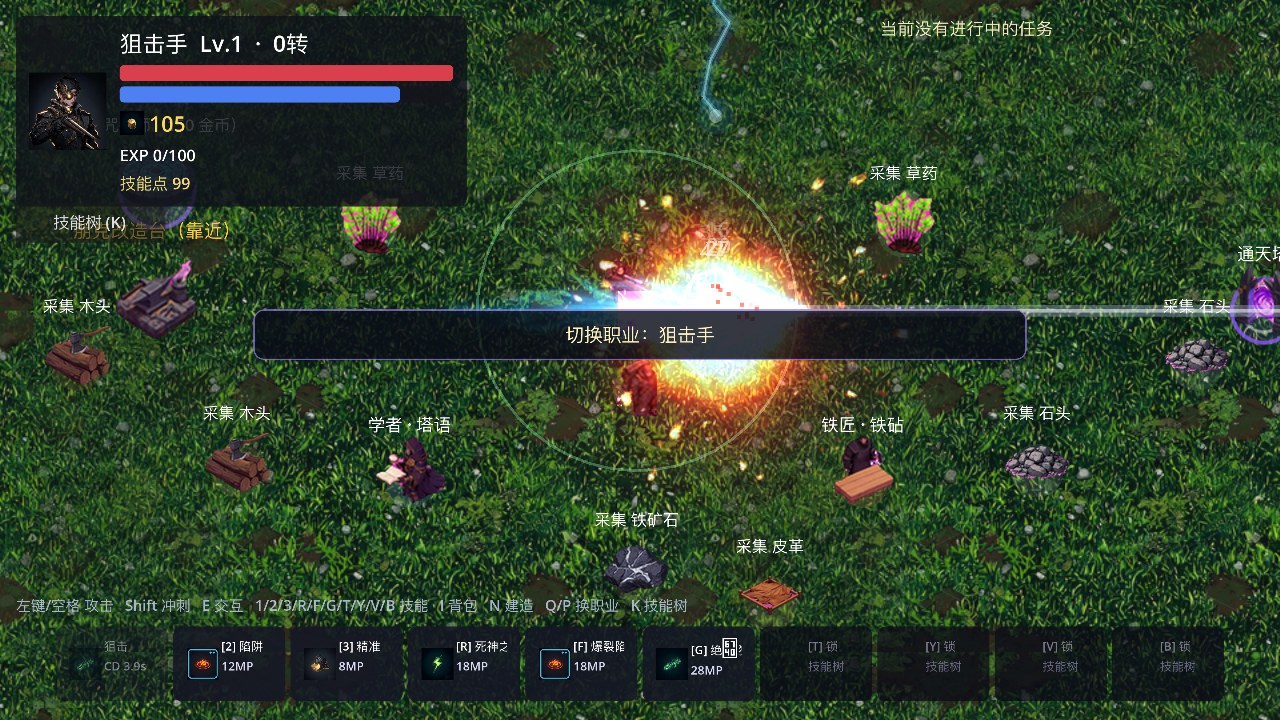 狙击手 Lv.1 · 0转
当前没有进行中的任务
105
金币）
EXP 0/100
技能点 99
技能树 (K)
（靠近）
采集 草药
采集 草药
通天塔
采集 木头
采集 石头
切换职业：狙击手
采集 木头
学者·塔语
铁匠·铁砧
采集 石头
采集 铁矿石
采集 皮革
左键/空格 攻击 Shift 冲刺 E 交互 1/2/3/R/F/G/T/Y/V/B 技能 I 背包 N 建造 Q/P 换职业 K 技能树
狙击
CD 3.9s
[2] 陷阱
12MP
[3] 精准
8MP
[R] 死神之
18MP
[F] 爆裂陷
18MP
[G] 绝
28MP
[T] 锁
技能树
[Y] 锁
技能树
[V] 锁
技能树
[B] 锁
技能树